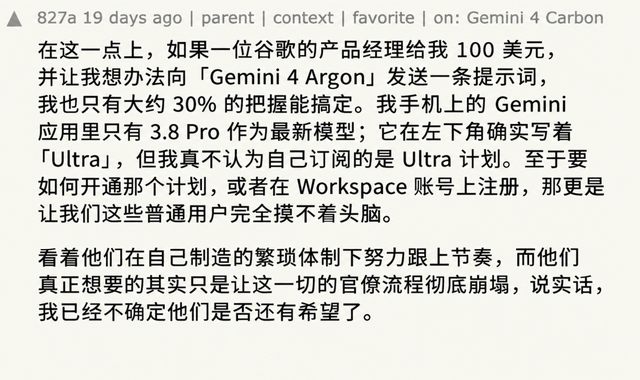 ▲ 827a 19 days ago | parent | context | favorite | on: Gemini 4 Carbon
在这一点上，如果一位谷歌的产品经理给我 100 美元，
并让我想办法向「Gemini 4 Argon」发送一条提示词，
我也只有大约 30% 的把握能搞定。我手机上的 Gemini
应用里只有 3.8 Pro 作为最新模型；它在左下角确实写着
「Ultra」，但我真不认为自己订阅的是 Ultra 计划。至于要
如何开通那个计划，或者在 Workspace 账号上注册，那更是
让我们这些普通用户完全摸不着头脑。
看着他们在自己制造的繁琐体制下努力跟上节奏，而他们
真正想要的其实只是让这一切的官僚流程彻底崩塌，说实话，
我已经不确定他们是否还有希望了。